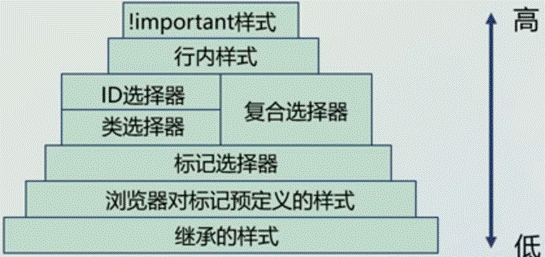 !important样式
高
行内样式
ID选择器
类选择器
复合选择器
标记选择器
浏览器对标记预定义的样式
继承的样式
低